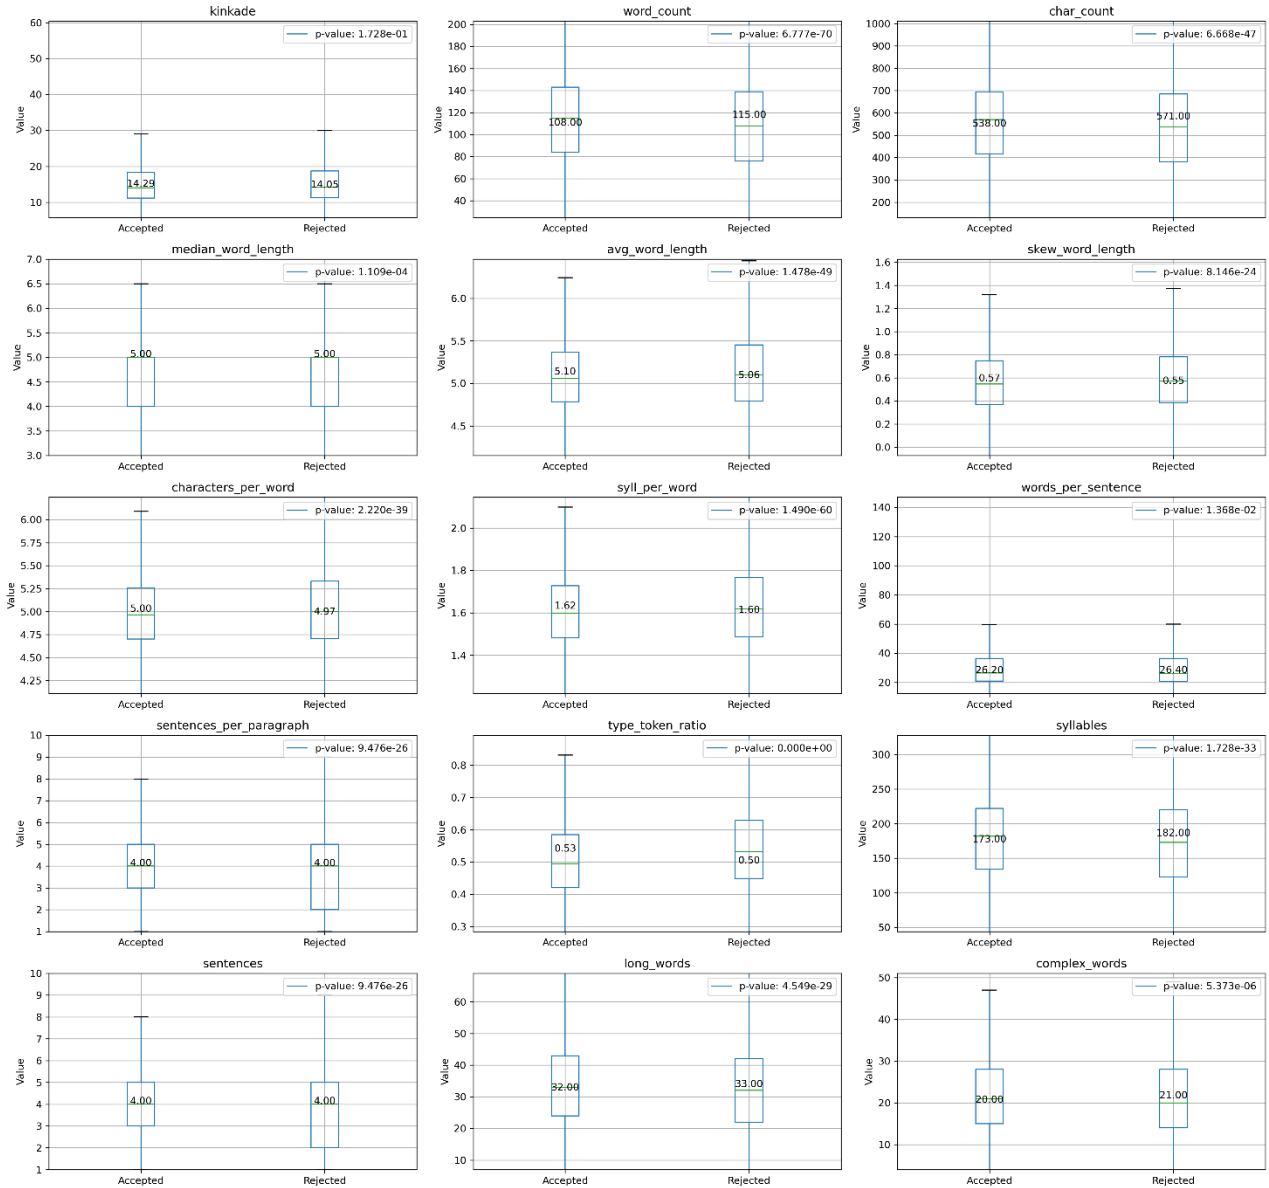 kinkade
60
50
40
30
20
10
Value
p-value: 1.728e-01
14.29
14.05
Accepted
Rejected
word_count
200
180
160
140
120
100
80
60
40
Value
p-value: 6.777e-70
108.00
115.00
Accepted
Rejected
char_count
1000
900
800
700
600
500
400
300
200
Value
p-value: 6.668e-47
538.00
571.00
Accepted
Rejected
median_word_length
7.0
6.5
6.0
5.5
5.0
4.5
4.0
3.5
3.0
Value
p-value: 1.109e-04
5.00
5.00
Accepted
Rejected
avg_word_length
6.0
5.5
5.0
4.5
Value
p-value: 1.478e-49
5.10
5.06
Accepted
Rejected
skew_word_length
1.6
1.4
1.2
1.0
0.8
0.6
0.4
0.2
0.0
Value
p-value: 8.146e-24
0.57
0.55
Accepted
Rejected
characters_per_word
6.00
5.75
5.50
5.25
5.00
4.75
4.50
4.25
Value
p-value: 2.220e-39
5.00
4.97
Accepted
Rejected
syll_per_word
2.0
1.8
1.6
1.4
Value
p-value: 1.490e-60
1.62
1.60
Accepted
Rejected
words_per_sentence
140
120
100
80
60
40
20
Value
p-value: 1.368e-02
26.20
26.40
Accepted
Rejected
sentences_per_paragraph
10
9
8
7
6
5
4
3
2
1
Value
p-value: 9.476e-26
4.00
4.00
Accepted
Rejected
type_token_ratio
0.8
0.7
0.6
0.5
0.4
0.3
Value
p-value: 0.000e+00
0.53
0.50
Accepted
Rejected
syllables
300
250
200
150
100
50
Value
p-value: 1.728e-33
173.00
182.00
Accepted
Rejected
sentences
10
9
8
7
6
5
4
3
2
1
Value
p-value: 9.476e-26
4.00
4.00
Accepted
Rejected
long_words
60
50
40
30
20
10
Value
p-value: 4.549e-29
32.00
33.00
Accepted
Rejected
complex_words
50
40
30
20
10
Value
p-value: 5.373e-06
20.00
21.00
Accepted
Rejected